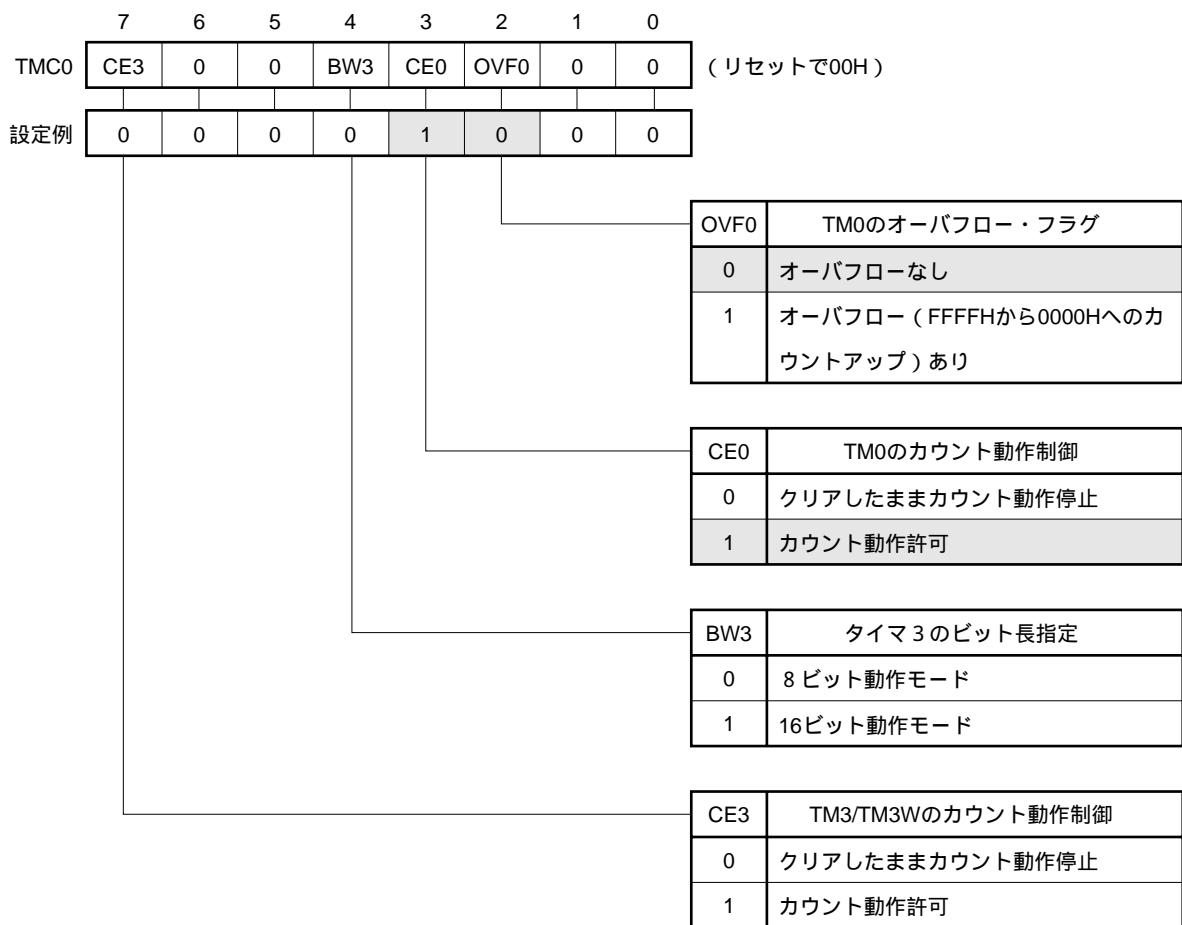 7 6 5 4 3 2 1 0
TMC0 CE3 0 0 BW3 CE0 OVF0 0 0 (リセットで00H)
設定例 0 0 0 0 1 0 0 0
OVF0 TM0のオーバフロー・フラグ
0 オーバフローなし
1 オーバフロー(FFFFHから0000Hへのカ
ウントアップ)あり
CE0 TM0のカウント動作制御
0 クリアしたままカウント動作停止
1 カウント動作許可
BW3 タイマ3のビット長指定
0 8ビット動作モード
1 16ビット動作モード
CE3 TM3/TM3Wのカウント動作制御
0 クリアしたままカウント動作停止
1 カウント動作許可